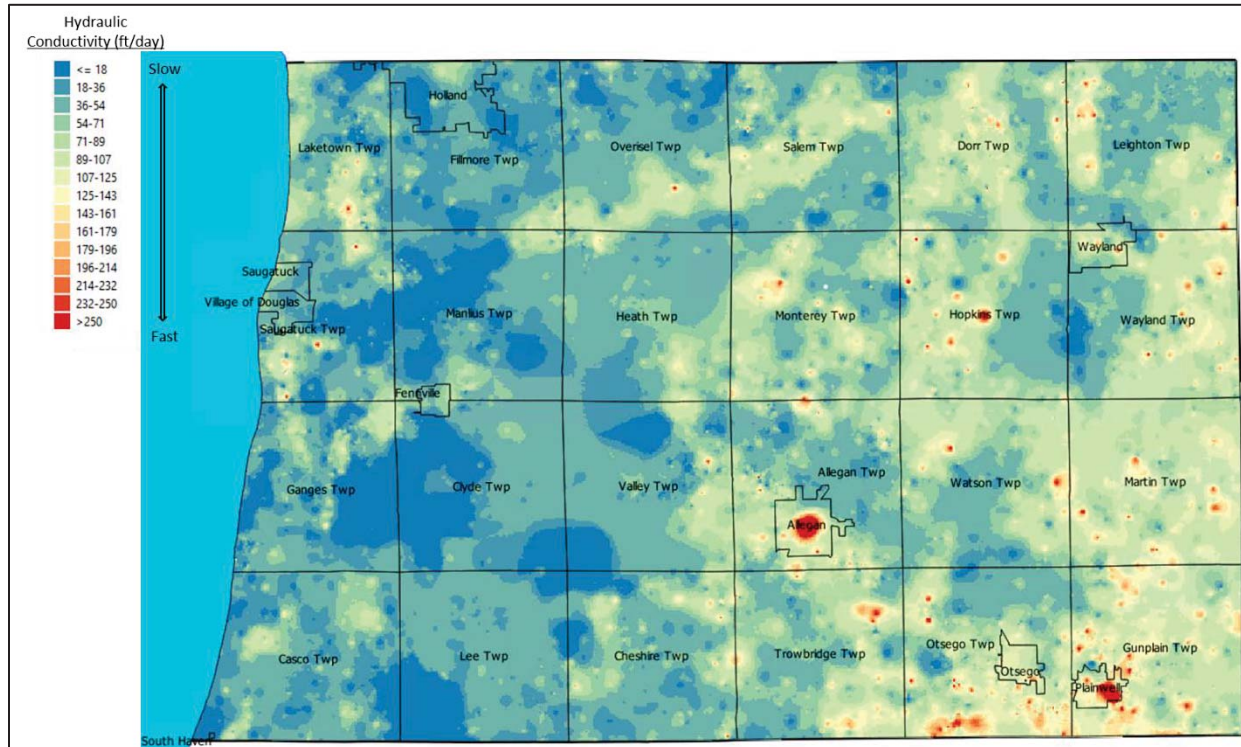 Hydraulic
Conductivity (ft/day)
<= 18
18-36
36-54
54-71
71-89
89-107
107-125
125-143
143-161
161-179
179-196
196-214
214-232
232-250
>250
Slow
Fast
Holland
Laketown Twp
Fillmore Twp
Overisel Twp
Salem Twp
Dorr Twp
Leighton Twp
Saugatuck
Village of Douglas
Saugatuck Twp
Manlius Twp
Heath Twp
Monterey Twp
Hopkins Twp
Wayland
Wayland Twp
Fennville
Ganges Twp
Clyde Twp
Valley Twp
Allegan Twp
Allegan
Watson Twp
Martin Twp
Casco Twp
Lee Twp
Cheshire Twp
Trowbridge Twp
Otsego Twp
Otsego
Gunplain Twp
Plainwell
South Haven